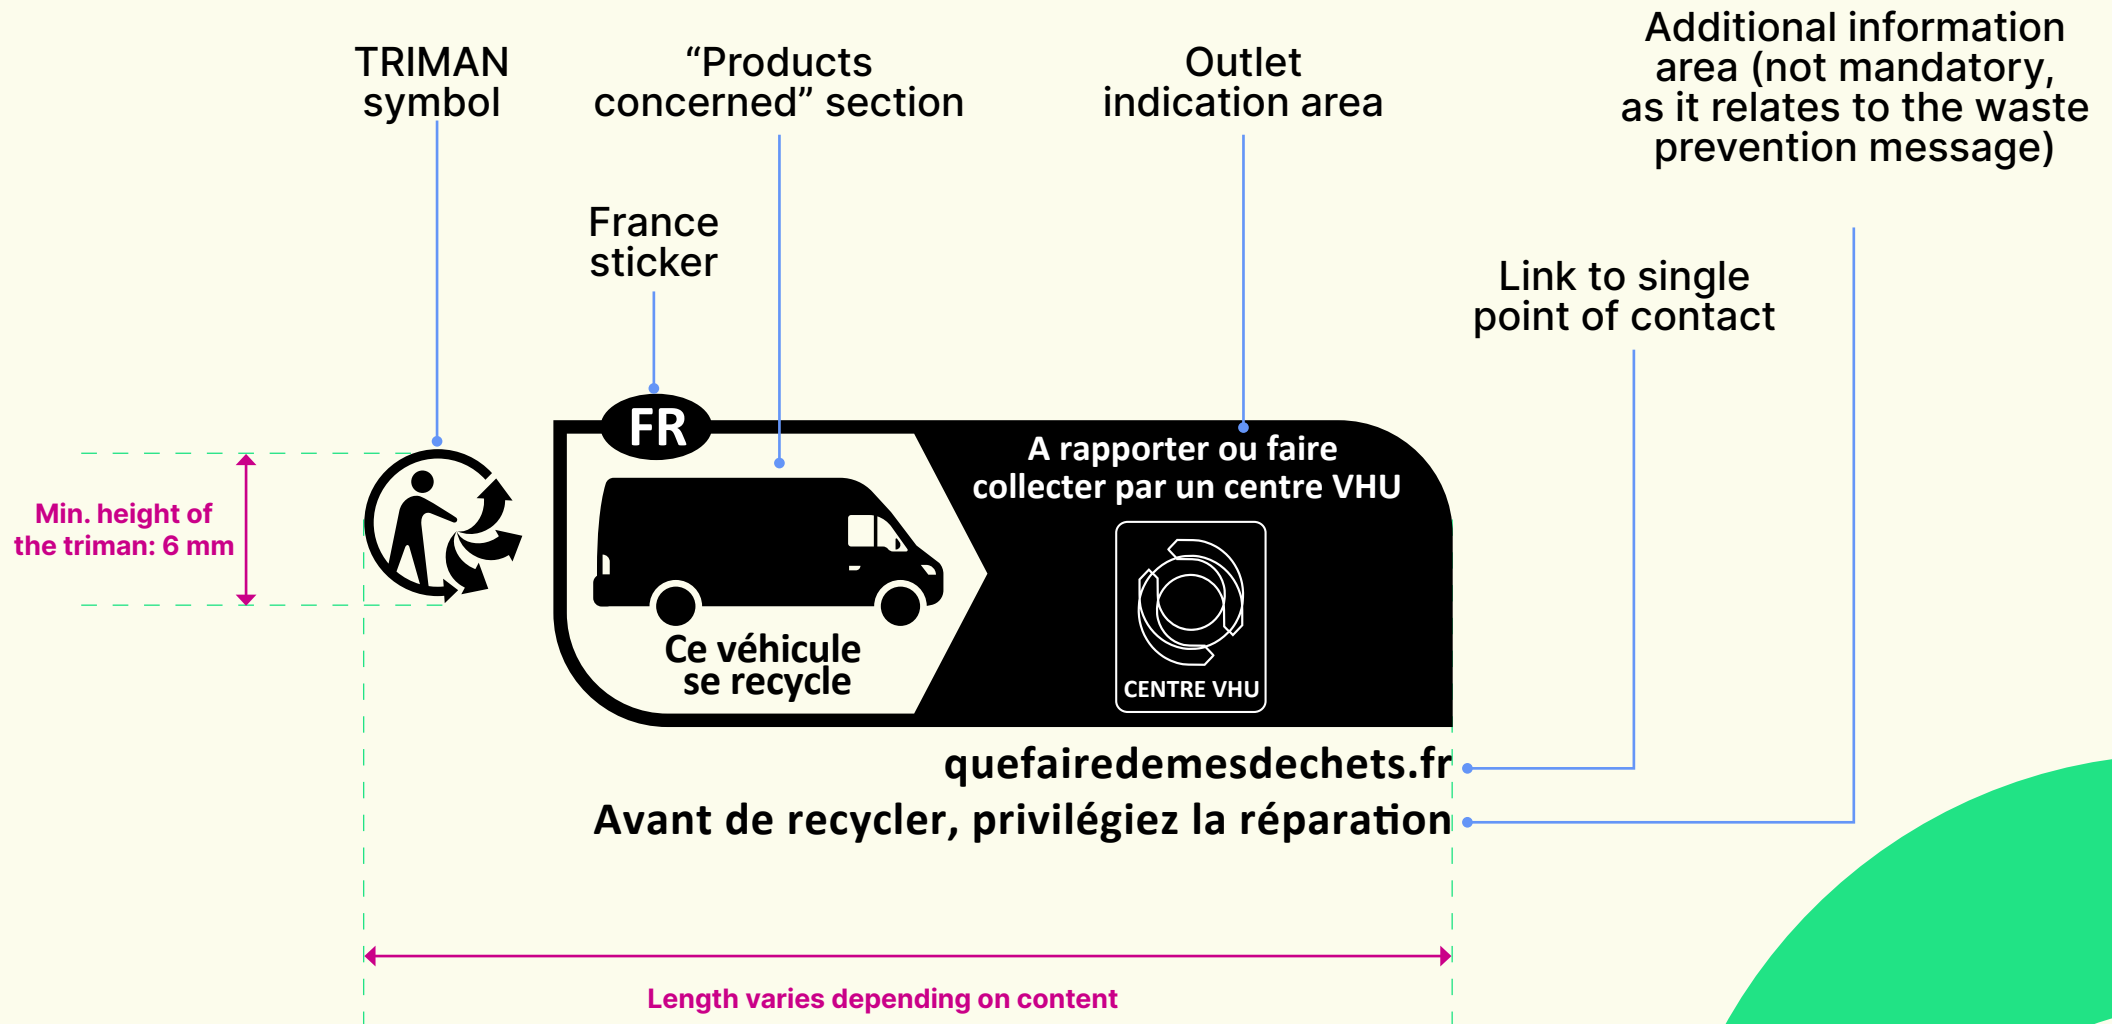 TRIMAN
symbol
“Products
concerned” section
Outlet
indication area
Additional information
area (not mandatory,
as it relates to the waste
prevention message)
France
sticker
Link to single
point of contact
FR
A rapporter ou faire
collecter par un centre VHU
Min. height of
the triman: 6 mm
Ce véhicule
se recycle
CENTRE VHU
quefairedemesdechets.fr
Avant de recycler, privilégiez la réparation
Length varies depending on content